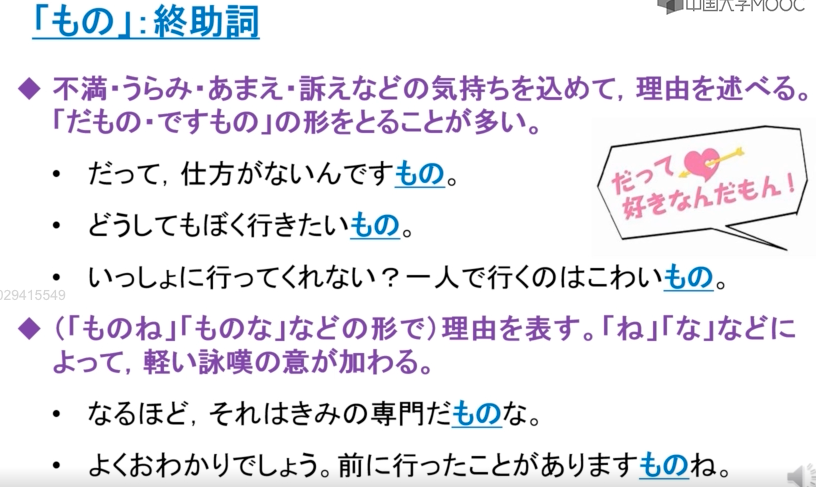 「もの」：終助詞
中国大学MOOC
◆ 不満・うらみ・あまえ・訴えなどの気持ちを込めて，理由を述べる。
「だもの・ですもの」の形をとることが多い。
• だって，仕方がないんですもの。
• どうしてもぼく行きたいもの。
だって
好きなんだもん！
• いっしょに行ってくれない？一人で行くのはこわいもの。
029415549
◆（「ものね」「ものな」などの形で）理由を表す。「ね」「な」などに
よって，軽い詠嘆の意が加わる。
• なるほど，それはきみの専門だものな。
• よくおわかりでしょう。前に行ったことがありますものね。